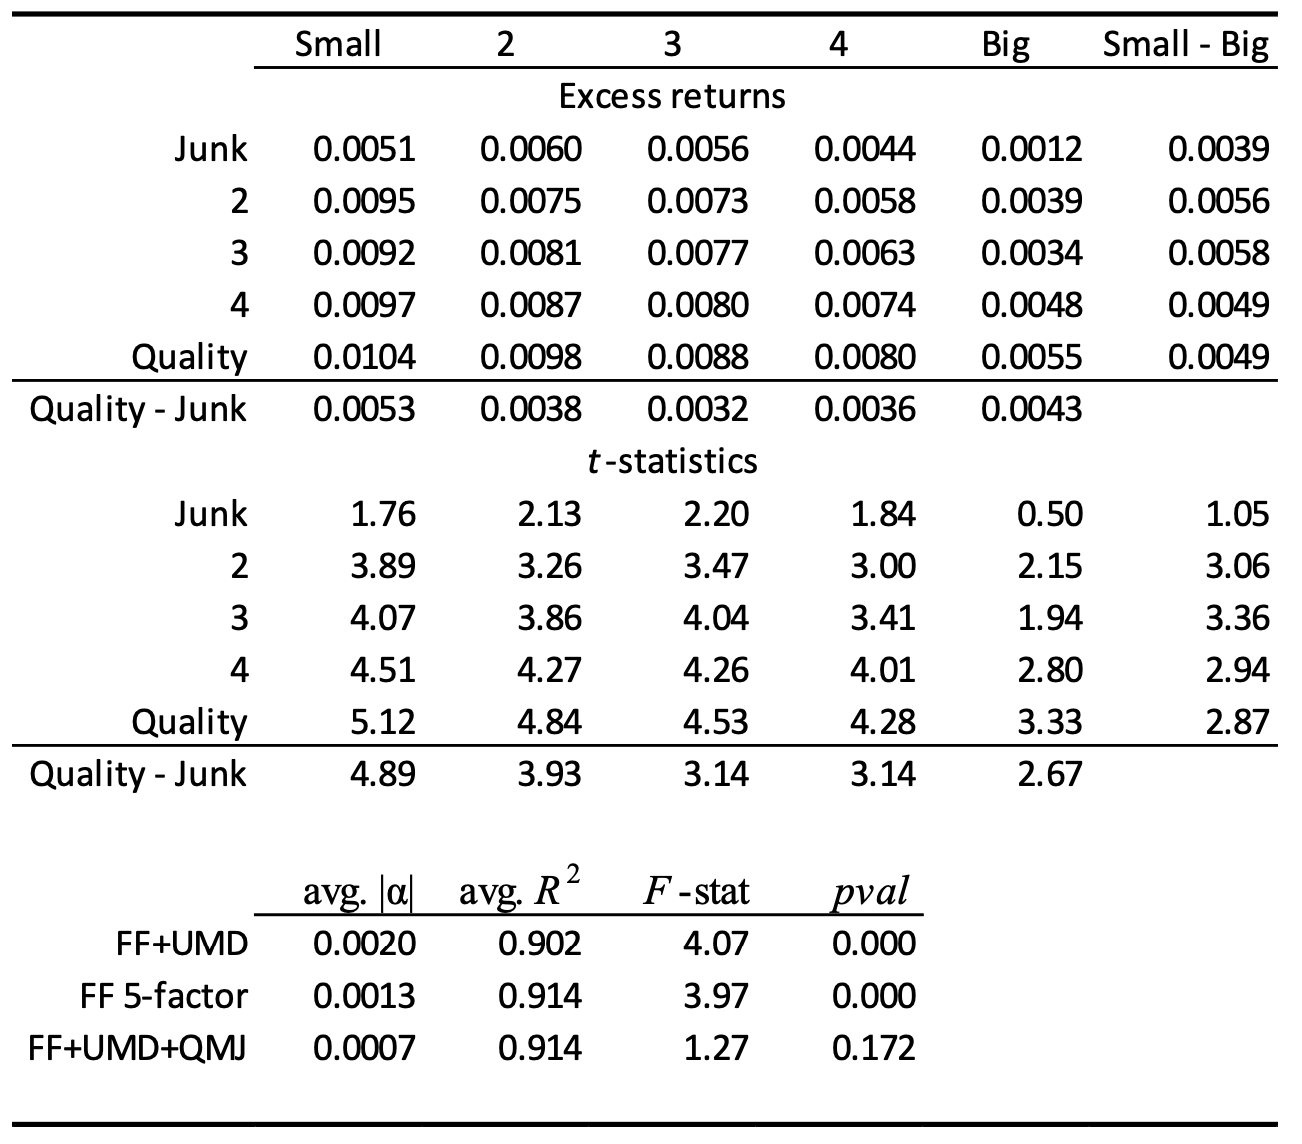 Small 2 3 4 Big Small - Big
Excess returns
Junk 0.0051 0.0060 0.0056 0.0044 0.0012 0.0039
2 0.0095 0.0075 0.0073 0.0058 0.0039 0.0056
3 0.0092 0.0081 0.0077 0.0063 0.0034 0.0058
4 0.0097 0.0087 0.0080 0.0074 0.0048 0.0049
Quality 0.0104 0.0098 0.0088 0.0080 0.0055 0.0049
Quality - Junk 0.0053 0.0038 0.0032 0.0036 0.0043
t-statistics
Junk 1.76 2.13 2.20 1.84 0.50 1.05
2 3.89 3.26 3.47 3.00 2.15 3.06
3 4.07 3.86 4.04 3.41 1.94 3.36
4 4.51 4.27 4.26 4.01 2.80 2.94
Quality 5.12 4.84 4.53 4.28 3.33 2.87
Quality - Junk 4.89 3.93 3.14 3.14 2.67
avg. |α| avg. R² F-stat pval
FF+UMD 0.0020 0.902 4.07 0.000
FF 5-factor 0.0013 0.914 3.97 0.000
FF+UMD+QMJ 0.0007 0.914 1.27 0.172